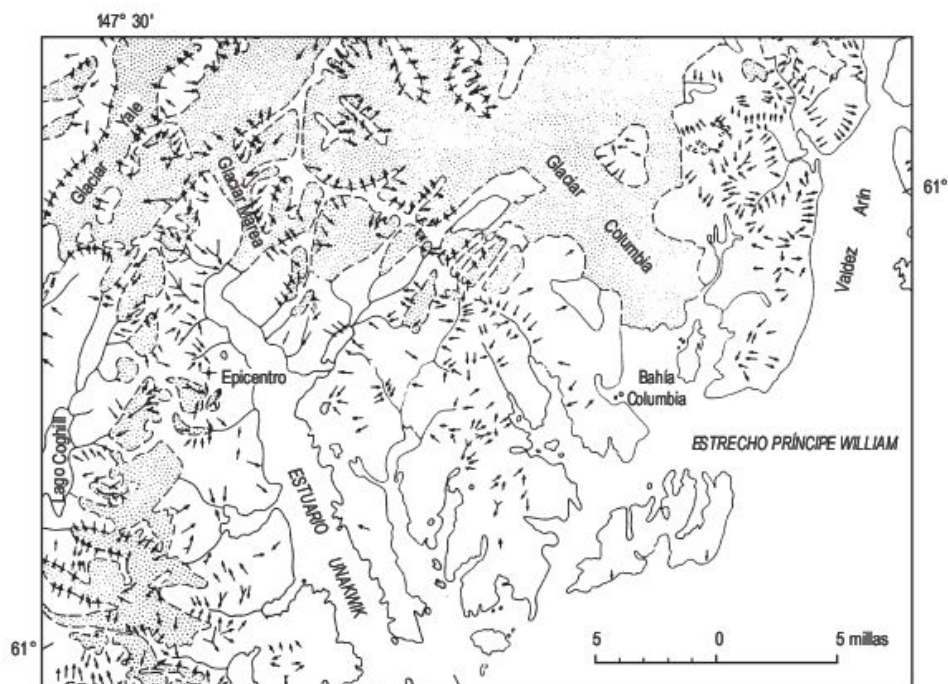 147° 30'
Glaciar Yale
Glaciar Marea
Glaciar
Columbia
61°
Arin
Valdez
Epicentro
Bahía
Columbia
ESTRECHO PRÍNCIPE WILLIAM
Lago Coghill
ESTUARIO
UNAKWIK
61°
5 0 5 millas